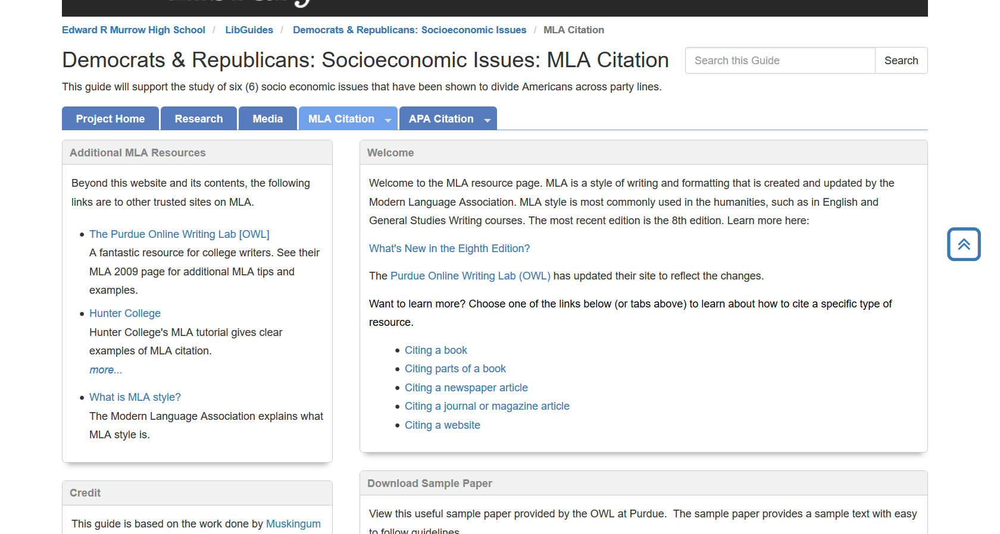 Edward R Murrow High School / LibGuides / Democrats & Republicans: Socioeconomic Issues / MLA Citation
Democrats & Republicans: Socioeconomic Issues: MLA Citation
Search this Guide
Search
This guide will support the study of six (6) socio economic issues that have been shown to divide Americans across party lines.
Project Home
Research
Media
MLA Citation
APA Citation
Additional MLA Resources
Beyond this website and its contents, the following
links are to other trusted sites on MLA.
• The Purdue Online Writing Lab [OWL]
A fantastic resource for college writers. See their
MLA 2009 page for additional MLA tips and
examples.
• Hunter College
Hunter College's MLA tutorial gives clear
examples of MLA citation.
more...
• What is MLA style?
The Modern Language Association explains what
MLA style is.
Credit
This guide is based on the work done by Muskingum
Welcome
Welcome to the MLA resource page. MLA is a style of writing and formatting that is created and updated by the
Modern Language Association. MLA style is most commonly used in the humanities, such as in English and
General Studies Writing courses. The most recent edition is the 8th edition. Learn more here:
What's New in the Eighth Edition?
The Purdue Online Writing Lab (OWL) has updated their site to reflect the changes.
Want to learn more? Choose one of the links below (or tabs above) to learn about how to cite a specific type of
resource.
• Citing a book
• Citing parts of a book
• Citing a newspaper article
• Citing a journal or magazine article
• Citing a website
Download Sample Paper
View this useful sample paper provided by the OWL at Purdue.  The sample paper provides a sample text with easy
to follow guidelines